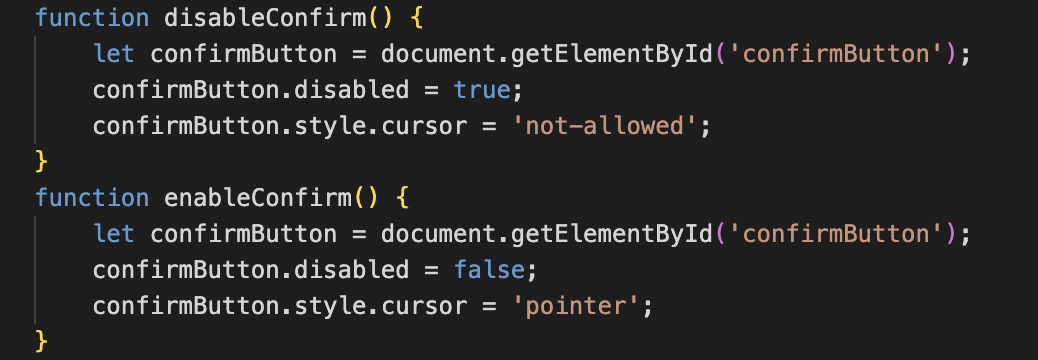 function disableConfirm() {
    let confirmButton = document.getElementById('confirmButton');
    confirmButton.disabled = true;
    confirmButton.style.cursor = 'not-allowed';
}
function enableConfirm() {
    let confirmButton = document.getElementById('confirmButton');
    confirmButton.disabled = false;
    confirmButton.style.cursor = 'pointer';
}